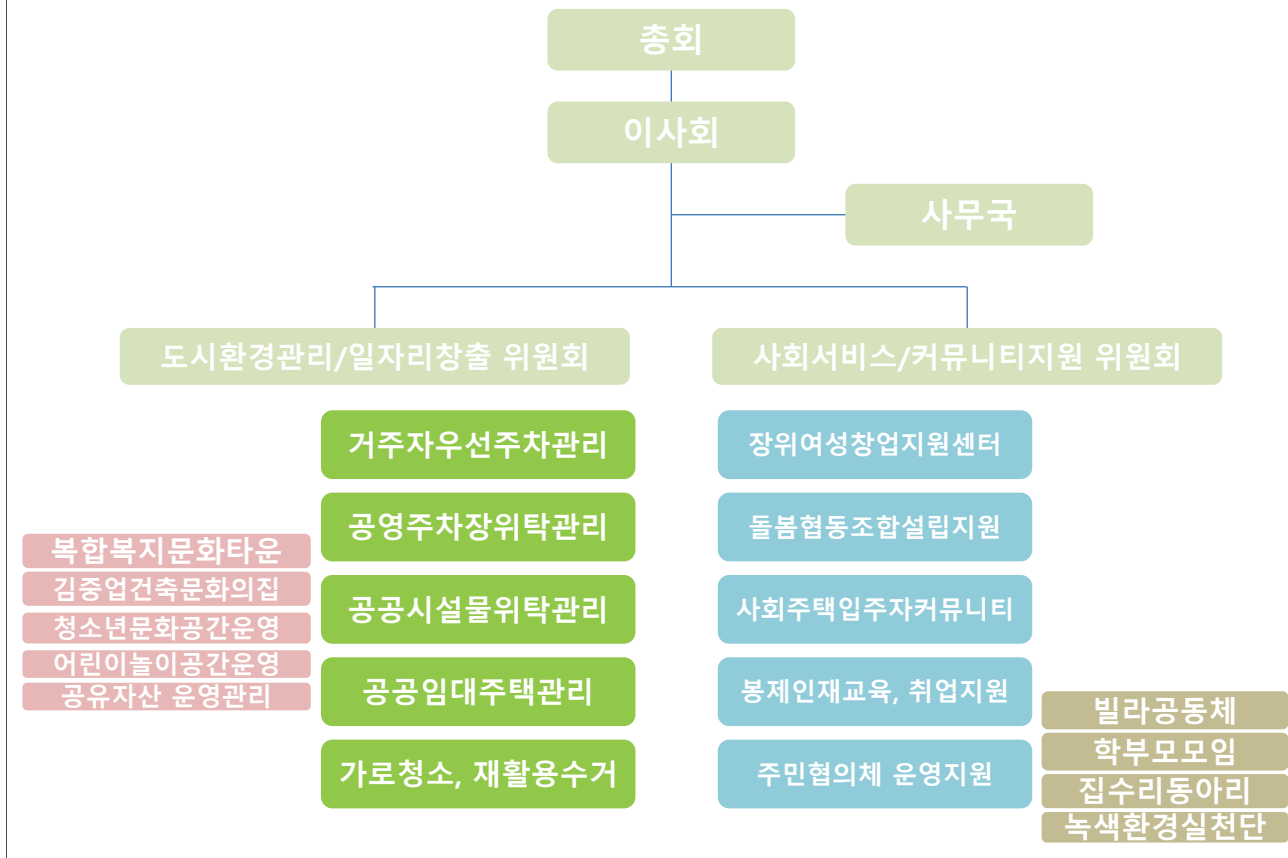 총회
이사회
사무국
도시환경관리/일자리창출 위원회
사회서비스/커뮤니티지원 위원회
거주자우선주차관리
공영주차장위탁관리
공공시설물위탁관리
공공임대주택관리
가로청소, 재활용수거
복합복지문화타운
김중업건축문화의집
청소년문화공간운영
어린이놀이공간운영
공유자산 운영관리
장위여성창업지원센터
돌봄협동조합설립지원
사회주택입주자커뮤니티
봉제인재교육, 취업지원
주민협의체 운영지원
빌라공동체
학부모모임
집수리동아리
녹색환경실천단